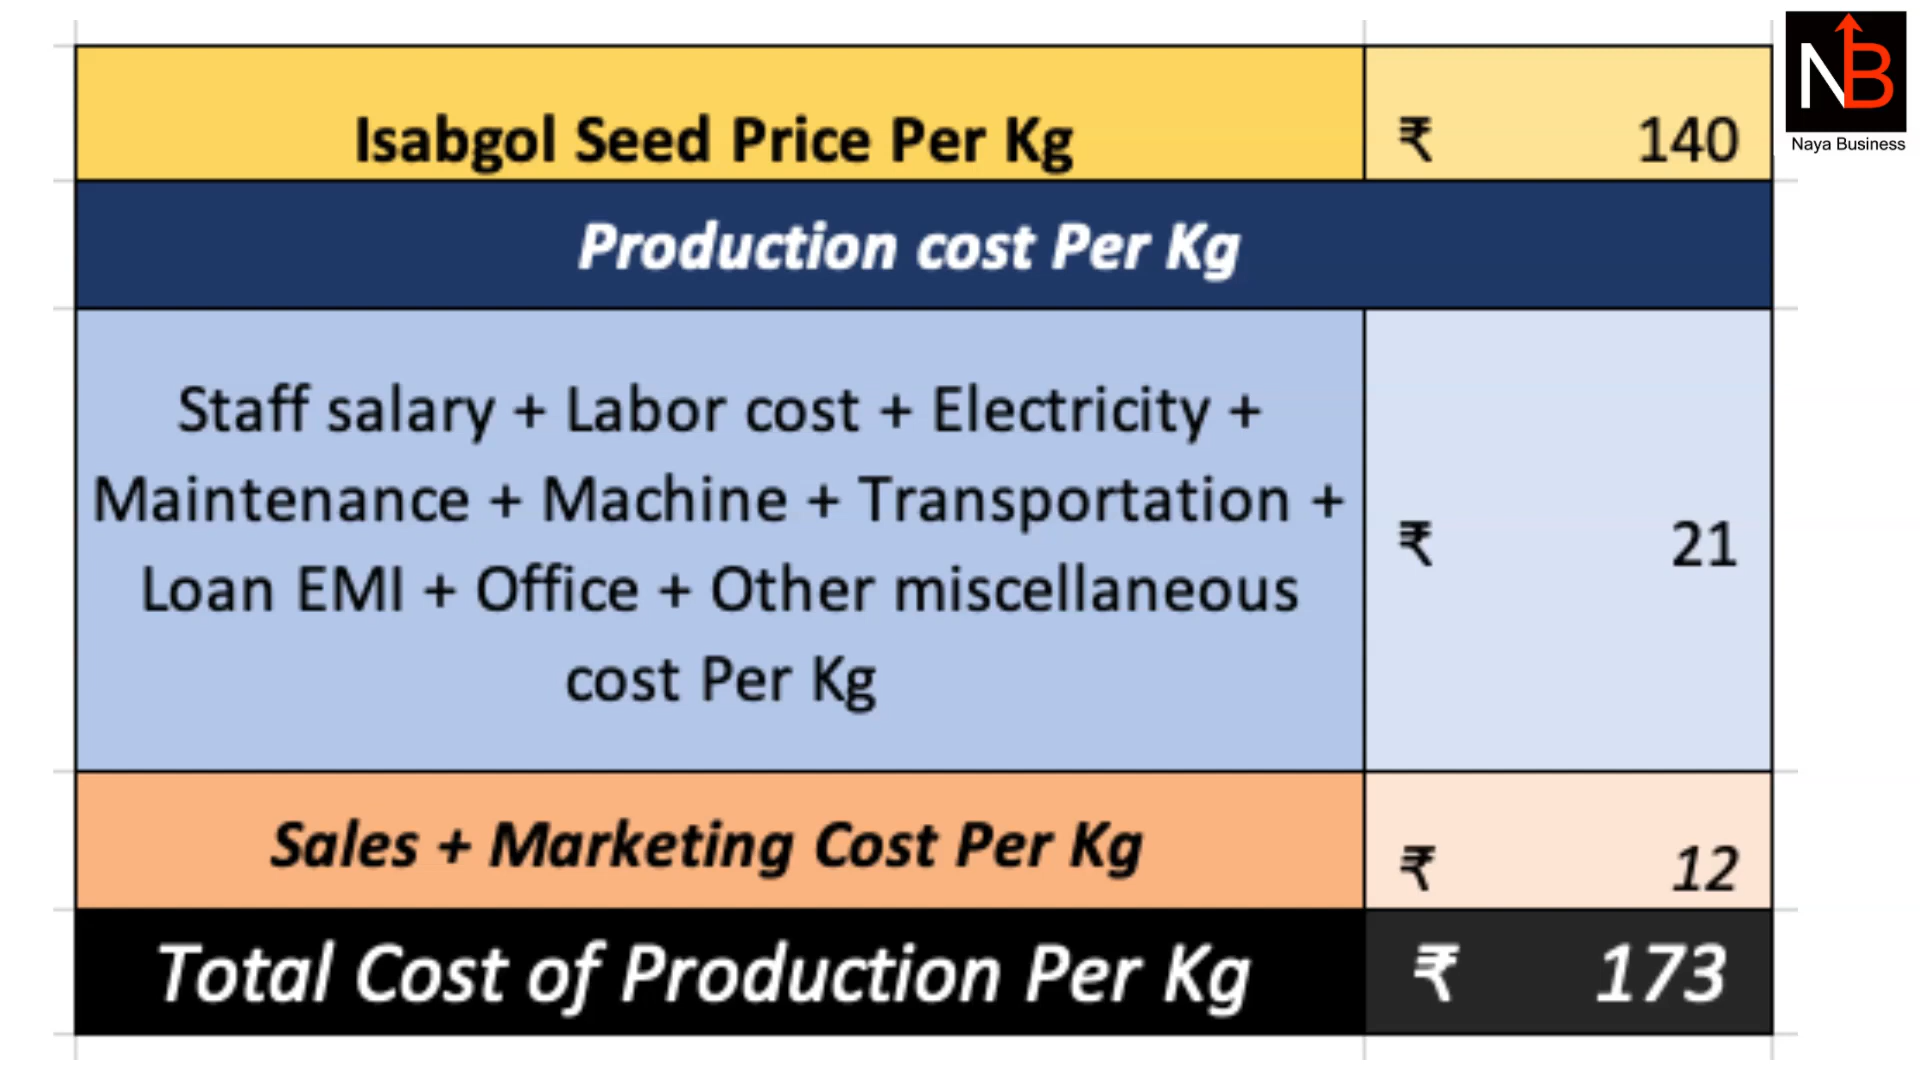 Isabgol Seed Price Per Kg ₹ 140
NB
Naya Business
Production cost Per Kg
Staff salary + Labor cost + Electricity +
Maintenance + Machine + Transportation +
Loan EMI + Office + Other miscellaneous
cost Per Kg
₹ 21
Sales + Marketing Cost Per Kg ₹ 12
Total Cost of Production Per Kg ₹ 173